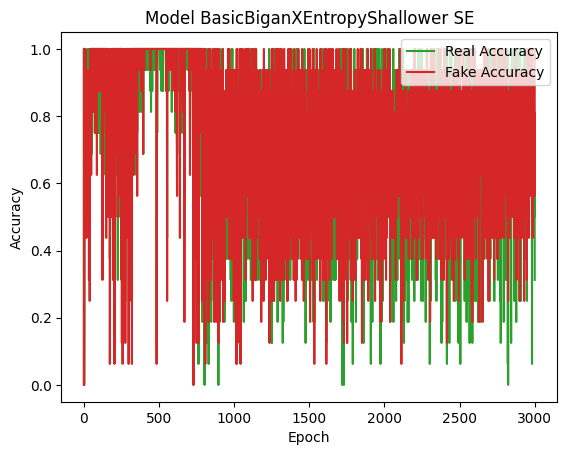 Model BasicBiganXEntropyShallower SE
Real Accuracy
Fake Accuracy
Accuracy
1.0
0.8
0.6
0.4
0.2
0.0
0 500 1000 1500 2000 2500 3000
Epoch